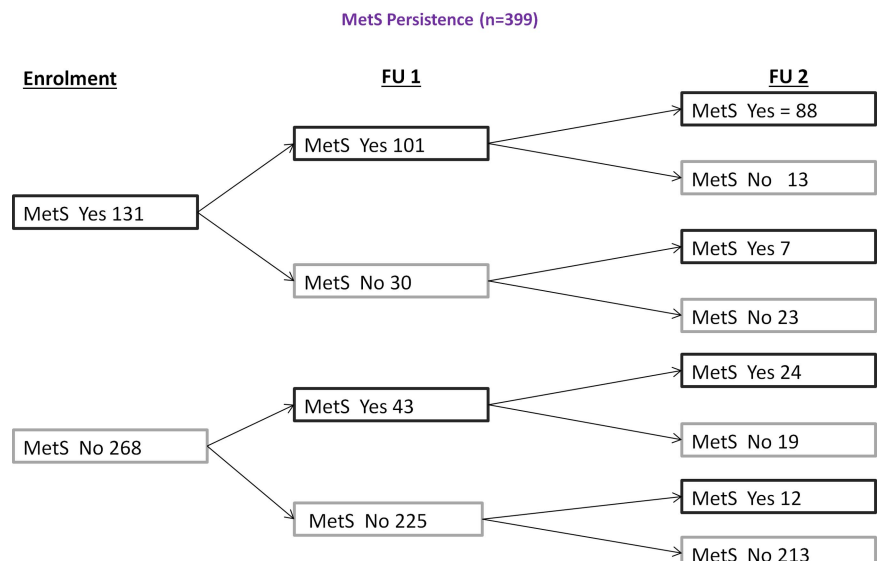 MetS Persistence (n=399)
Enrolment
FU 1
FU 2
MetS Yes = 88
MetS Yes 101
MetS No 13
MetS Yes 131
MetS Yes 7
MetS No 30
MetS No 23
MetS Yes 24
MetS Yes 43
MetS No 19
MetS No 268
MetS Yes 12
MetS No 225
MetS No 213